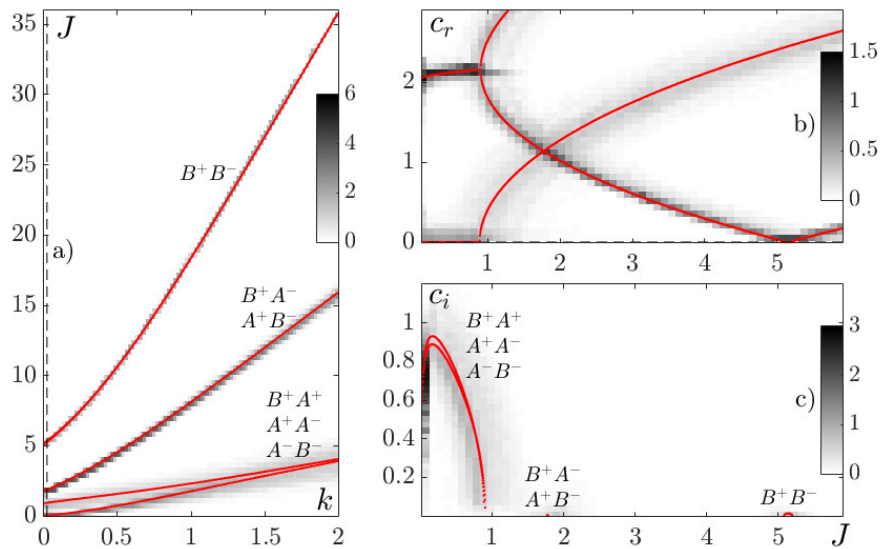 J
35
30
25
20
15
10
5
0
a)
B⁺B⁻
6
4
2
0
B⁺A⁻
A⁺B⁻
B⁺A⁺
A⁺A⁻
A⁻B⁻
k
0 0.5 1 1.5 2
c_r
2
1
0
1.5
1
0.5
0
b)
1 2 3 4 5
c_i
1
0.8
0.6
0.4
0.2
B⁺A⁺
A⁺A⁻
A⁻B⁻
3
2
1
0
c)
B⁺A⁻
A⁺B⁻
B⁺B⁻
1 2 3 4 5 J